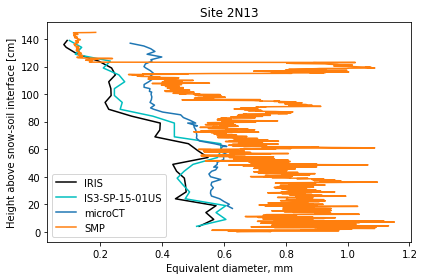 Site 2N13
Height above snow-soil interface [cm]
140
120
100
80
60
40
20
0
IRIS
IS3-SP-15-01US
microCT
SMP
0.2 0.4 0.6 0.8 1.0 1.2
Equivalent diameter, mm